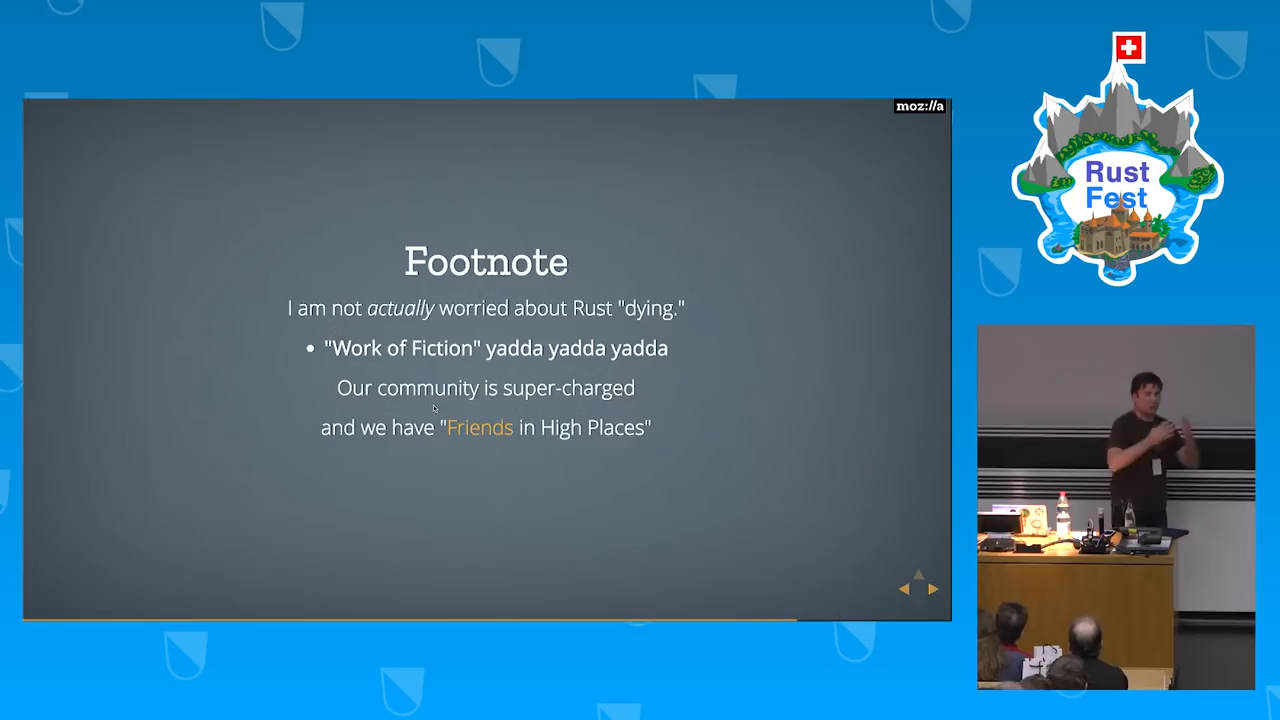 moz://a
Rust
Fest
Footnote
I am not actually worried about Rust "dying."
• "Work of Fiction" yadda yadda yadda
Our community is super-charged
and we have "Friends in High Places"